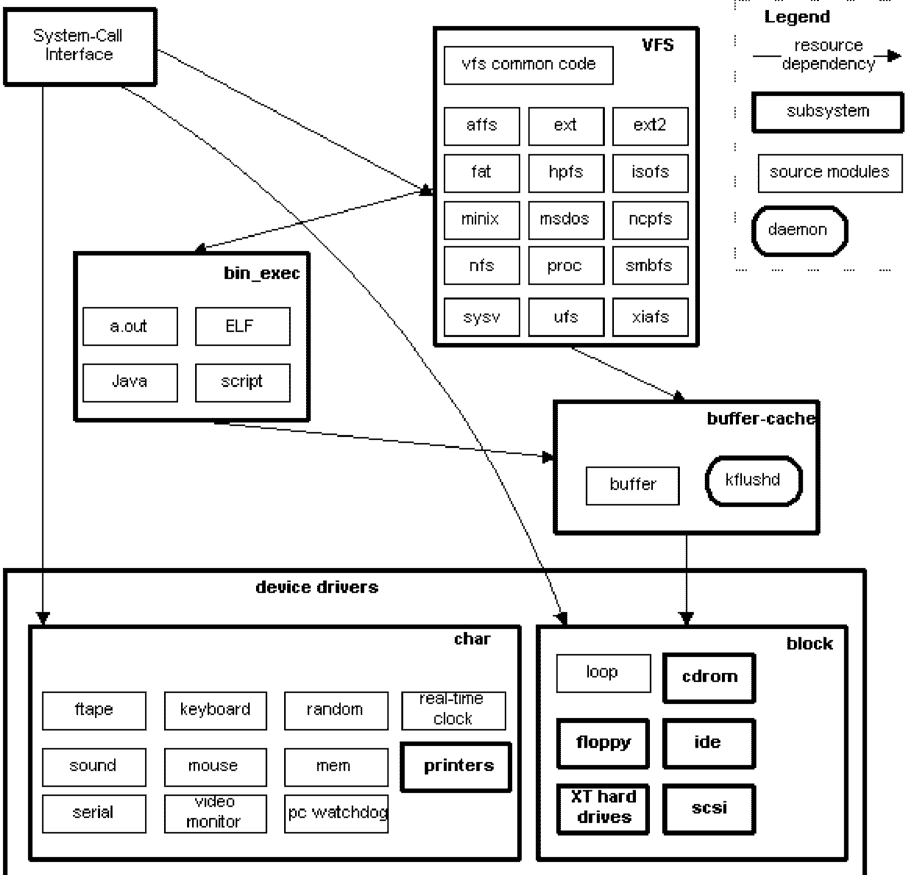 System-Call
Interface
VFS
vfs common code
affs
ext
ext2
fat
hpfs
isofs
minix
msdos
ncpfs
nfs
proc
smbfs
sysv
ufs
xiafs
Legend
resource
dependency
subsystem
source modules
daemon
bin_exec
a.out
ELF
Java
script
buffer-cache
buffer
kflushd
device drivers
char
ftape
keyboard
random
real-time
clock
sound
mouse
mem
printers
serial
video
monitor
pc watchdog
block
loop
cdrom
floppy
ide
XT hard
drives
scsi